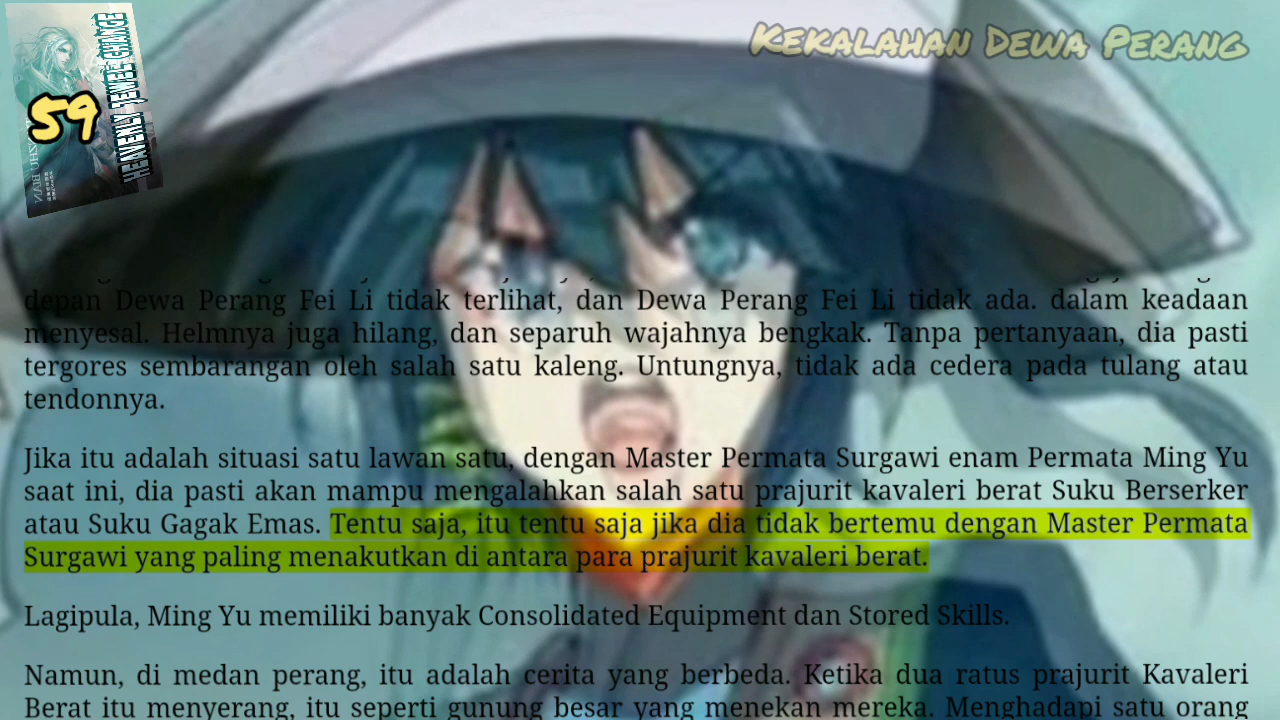 Kekalahan Dewa Perang
HEAVENLY JEWEL CHANGE
59
depan Dewa Perang Fei Li tidak terlihat, dan Dewa Perang Fei Li tidak ada. dalam keadaan
menyesal. Helmnya juga hilang, dan separuh wajahnya bengkak. Tanpa pertanyaan, dia pasti
tergores sembarangan oleh salah satu kaleng. Untungnya, tidak ada cedera pada tulang atau
tendonnya.
Jika itu adalah situasi satu lawan satu, dengan Master Permata Surgawi enam Permata Ming Yu
saat ini, dia pasti akan mampu mengalahkan salah satu prajurit kavaleri berat Suku Berserker
atau Suku Gagak Emas. Tentu saja, itu tentu saja jika dia tidak bertemu dengan Master Permata
Surgawi yang paling menakutkan di antara para prajurit kavaleri berat.
Lagipula, Ming Yu memiliki banyak Consolidated Equipment dan Stored Skills.
Namun, di medan perang, itu adalah cerita yang berbeda. Ketika dua ratus prajurit Kavaleri
Berat itu menyerang, itu seperti gunung besar yang menekan mereka. Menghadapi satu orang